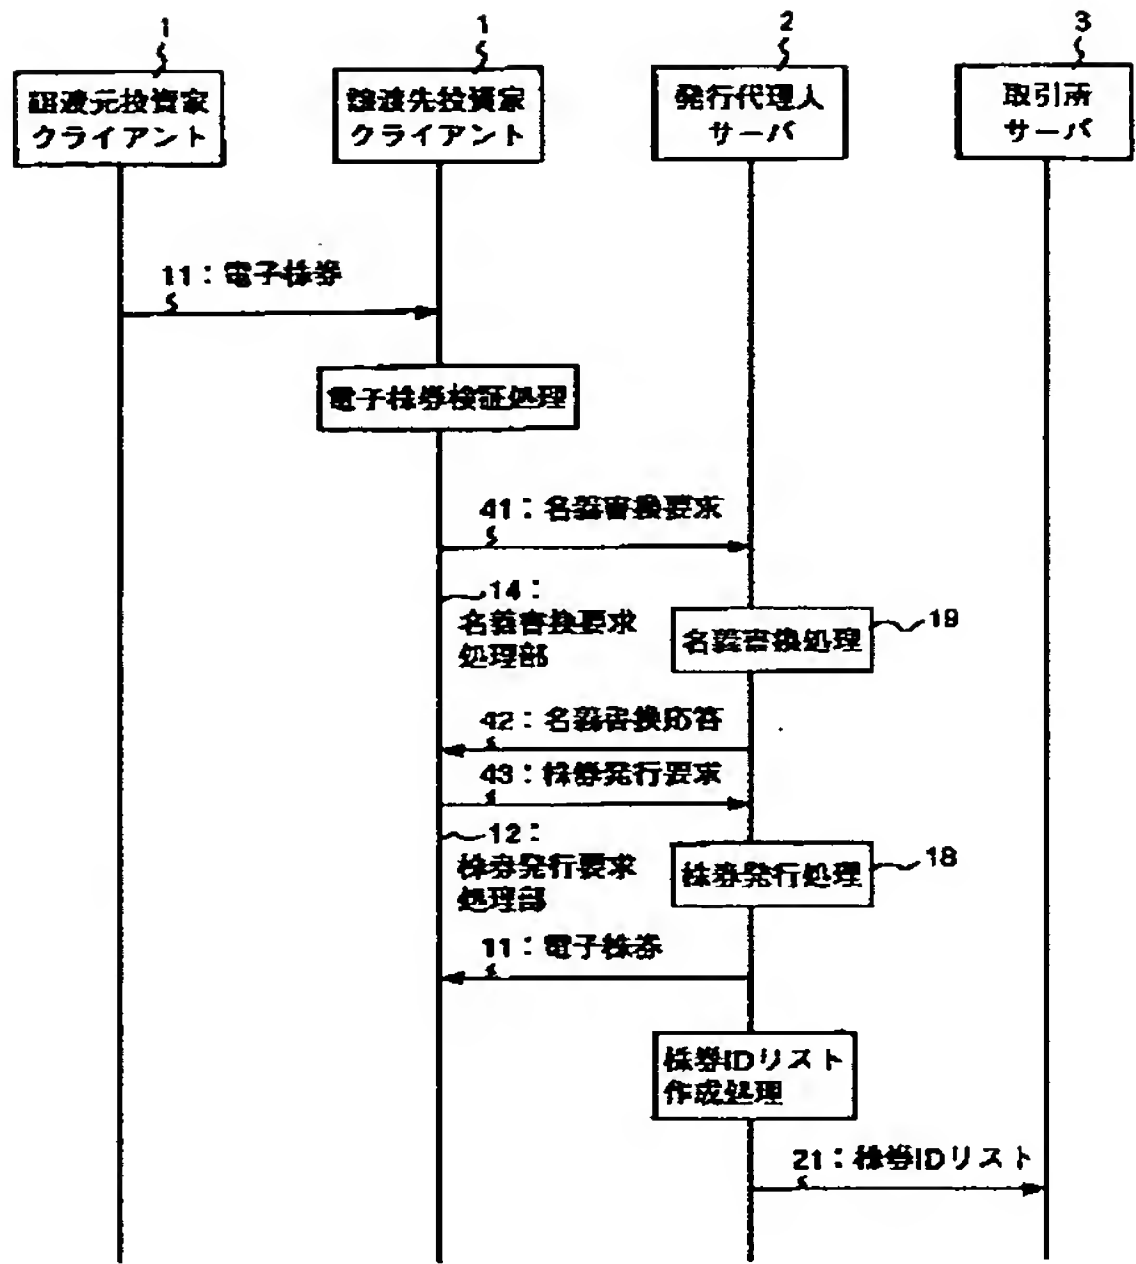 1
1
2
3
譲渡元投資家
クライアント
譲渡先投資家
クライアント
発行代理人
サーバ
取引所
サーバ
11：電子株券
電子株券検証処理
41：名義書換要求
14：
名義書換要求
処理部
名義書換処理
19
42：名義書換応答
43：株券発行要求
12：
株券発行要求
処理部
株券発行処理
18
11：電子株券
株券IDリスト
作成処理
21：株券IDリスト